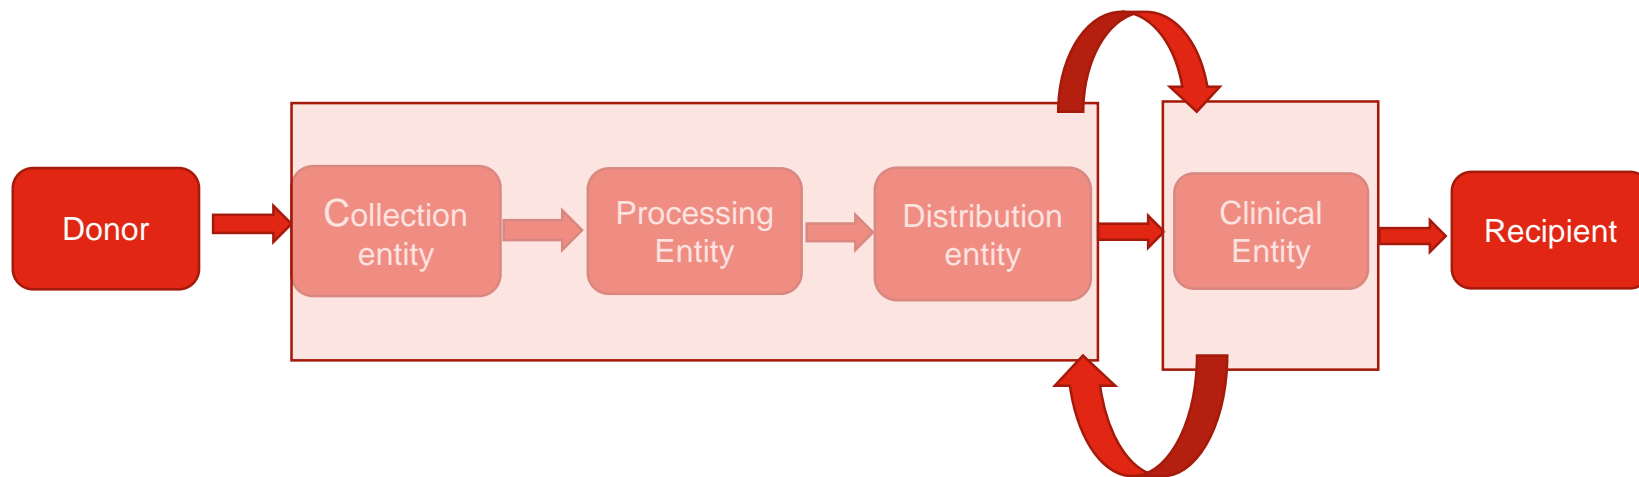 Donor
Collection
entity
Processing
Entity
Distribution
entity
Clinical
Entity
Recipient